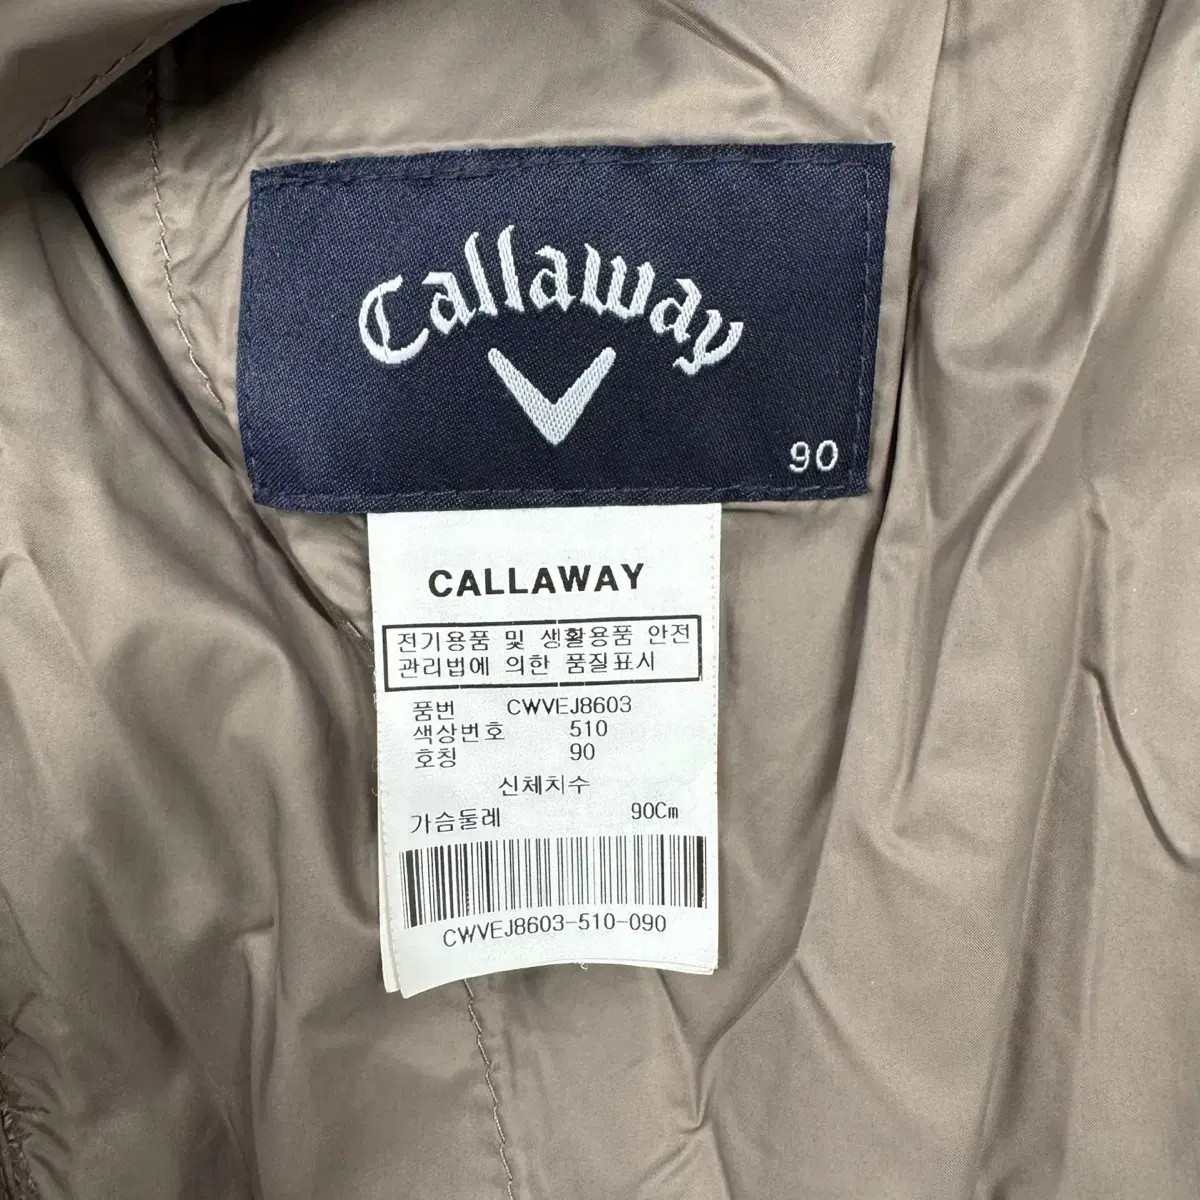 Callaway
90
CALLAWAY
전기용품 및 생활용품 안전
관리법에 의한 품질표시
품번 CWVEJ8603
색상번호 510
호칭 90
신체치수
가슴둘레 90Cm
CWVEJ8603-510-090